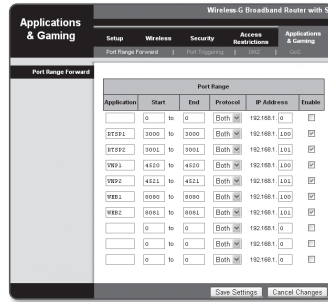 Wireless-G Broadband Router with S
Applications & Gaming
Setup Wireless Security Access Restrictions Applications & Gaming
Port Range Forward | Port Triggering | DMZ | QoS
Port Range Forward
Port Range
Application Start End Protocol IP Address Enable
0 to 0 Both 192.168.1. 0
RTSP1 3000 to 3000 Both 192.168.1. 100
RTSP2 3001 to 3001 Both 192.168.1. 101
VNP1 4520 to 4520 Both 192.168.1. 100
VNP2 4521 to 4521 Both 192.168.1. 101
WEB1 8080 to 8080 Both 192.168.1. 100
WEB2 8081 to 8081 Both 192.168.1. 101
0 to 0 Both 192.168.1. 0
0 to 0 Both 192.168.1. 0
0 to 0 Both 192.168.1. 0
Save Settings Cancel Changes